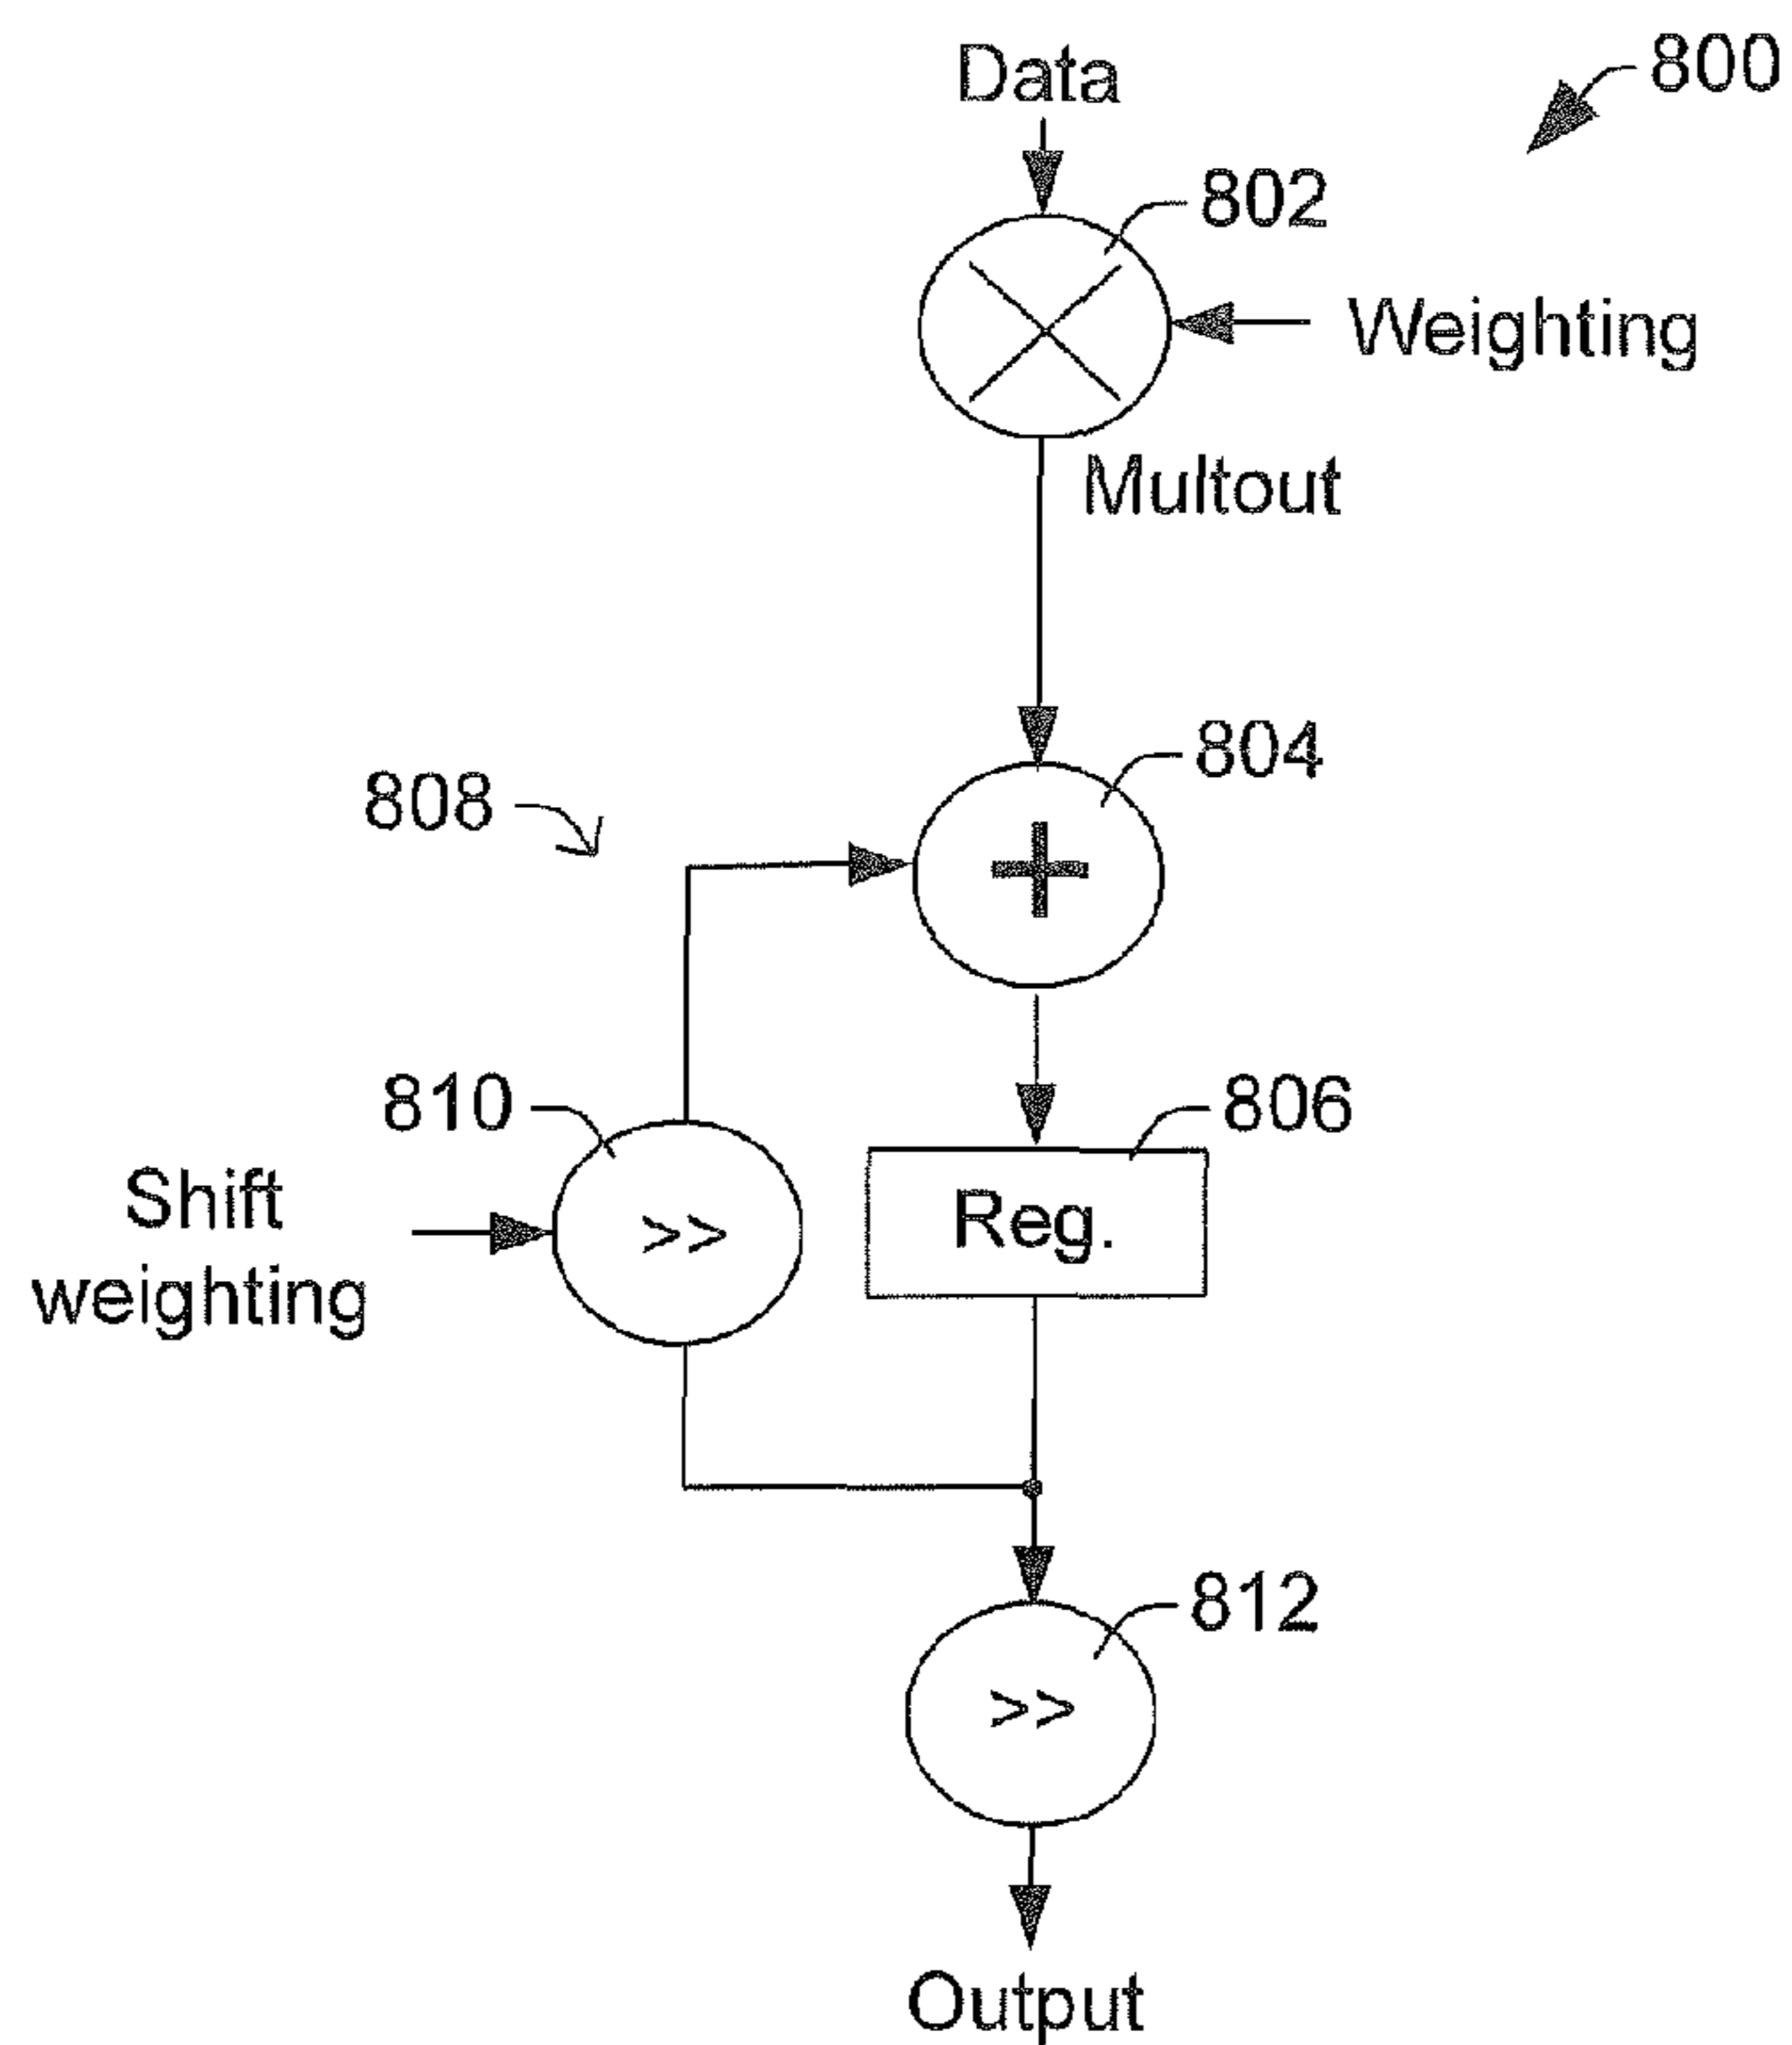 Data
800
802
Weighting
Multout
804
+
808
810
806
Shift
weighting
>>
Reg.
812
>>
Output